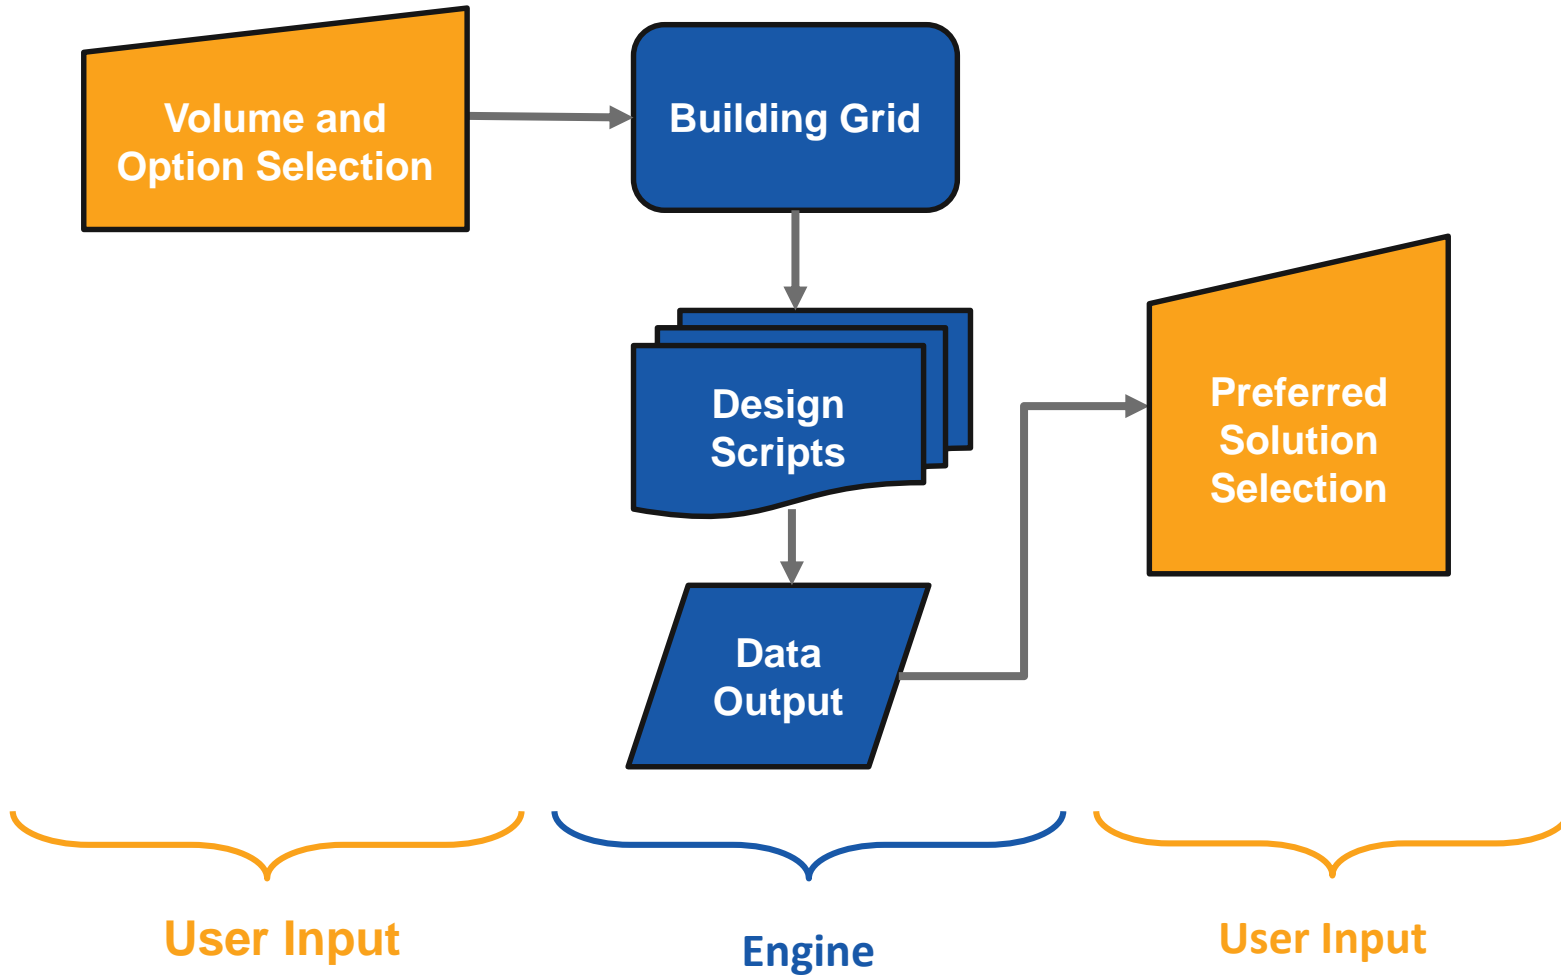 Volume and
Option Selection
Building Grid
Design
Scripts
Data
Output
Preferred
Solution
Selection
User Input
Engine
User Input